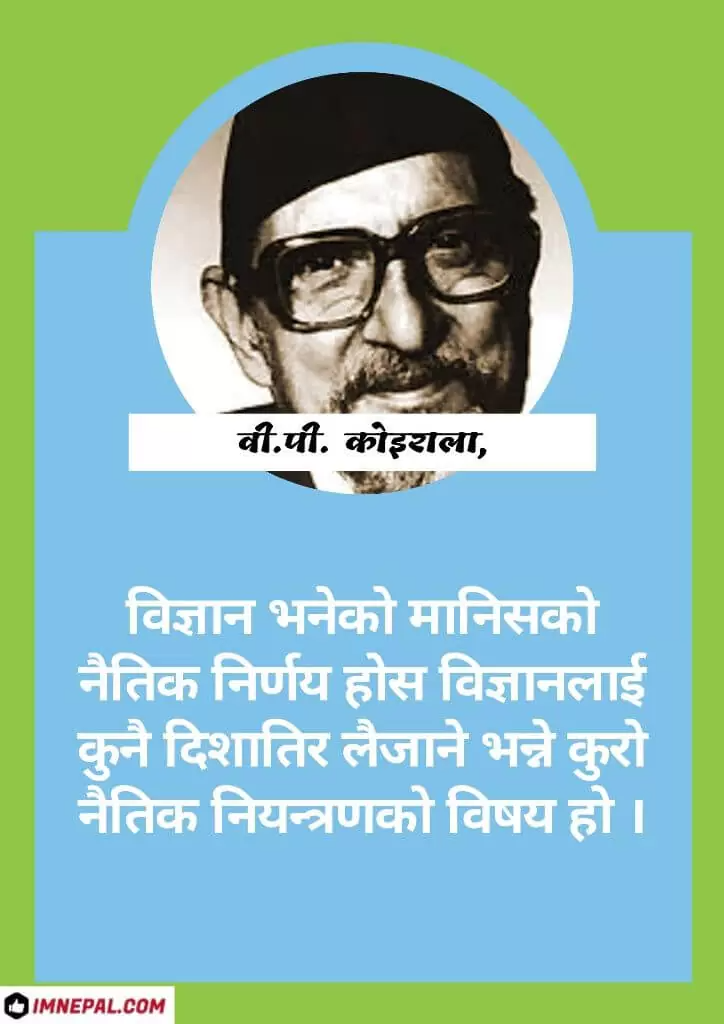 वी.पी. कोइराला,
विज्ञान भनेको मानिसको
नैतिक निर्णय होस विज्ञानलाई
कुनै दिशातिर लैजाने भन्ने कुरो
नैतिक नियन्त्रणको विषय हो ।
IMNEPAL.COM